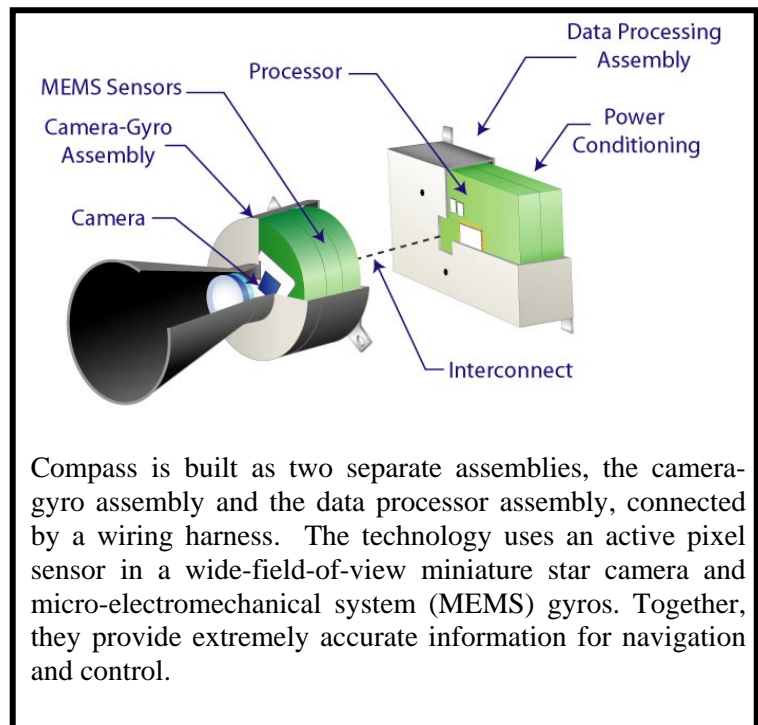 Data Processing
Assembly
Processor
MEMS Sensors
Camera-Gyro
Assembly
Power
Conditioning
Camera
Interconnect
Compass is built as two separate assemblies, the camera-
gyro assembly and the data processor assembly, connected
by a wiring harness.  The technology uses an active pixel
sensor in a wide-field-of-view miniature star camera and
micro-electromechanical system (MEMS) gyros. Together,
they provide extremely accurate information for navigation
and control.